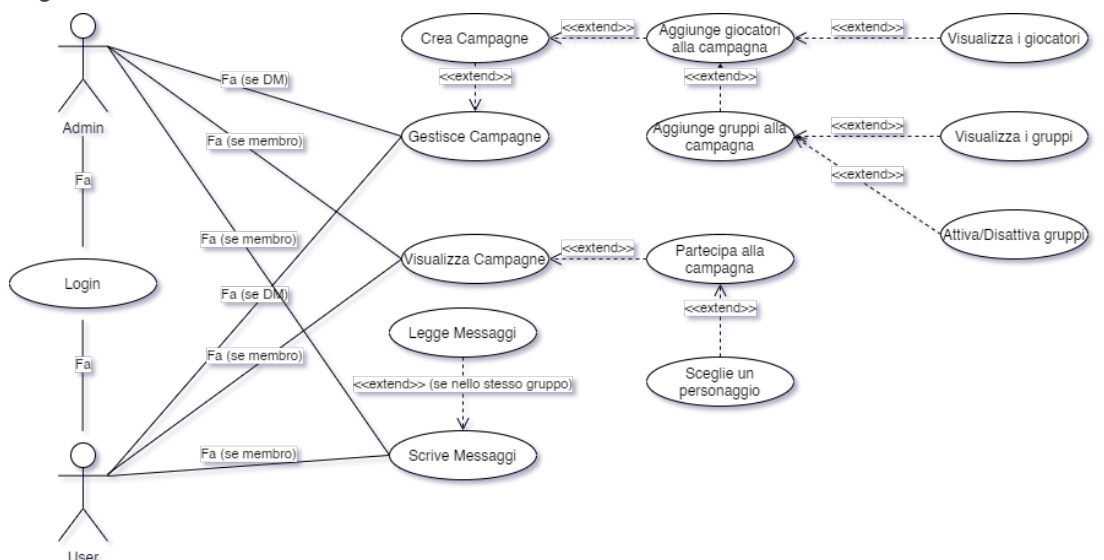 Crea Campagne
<<extend>>
Aggiunge giocatori
alla campagna
<<extend>>
Visualizza i giocatori
Fa (se DM)
<<extend>>
<<extend>>
Admin
Gestisce Campagne
Aggiunge gruppi alla
campagna
<<extend>>
Visualizza i gruppi
Fa (se membro)
<<extend>>
Fa
Fa (se membro)
Attiva/Disattiva gruppi
Visualizza Campagne
<<extend>>
Partecipa alla
campagna
Login
Fa (se DM)
<<extend>>
Legge Messaggi
Fa
Fa (se membro)
<<extend>> (se nello stesso gruppo)
Sceglie un
personaggio
Fa (se membro)
Scrive Messaggi
User